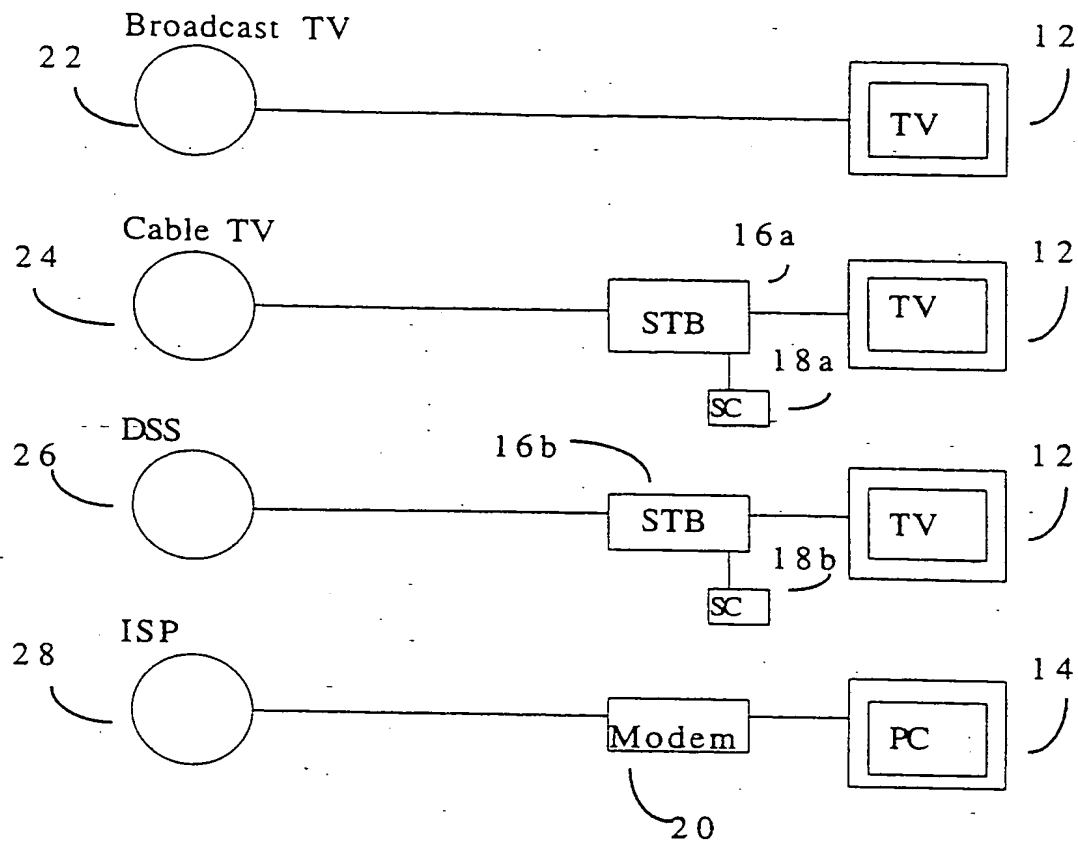 Broadcast TV
22
12
TV
Cable TV
24
16a
12
STB
TV
18a
SC
DSS
26
16b
12
STB
TV
18b
SC
ISP
28
14
Modem
PC
20